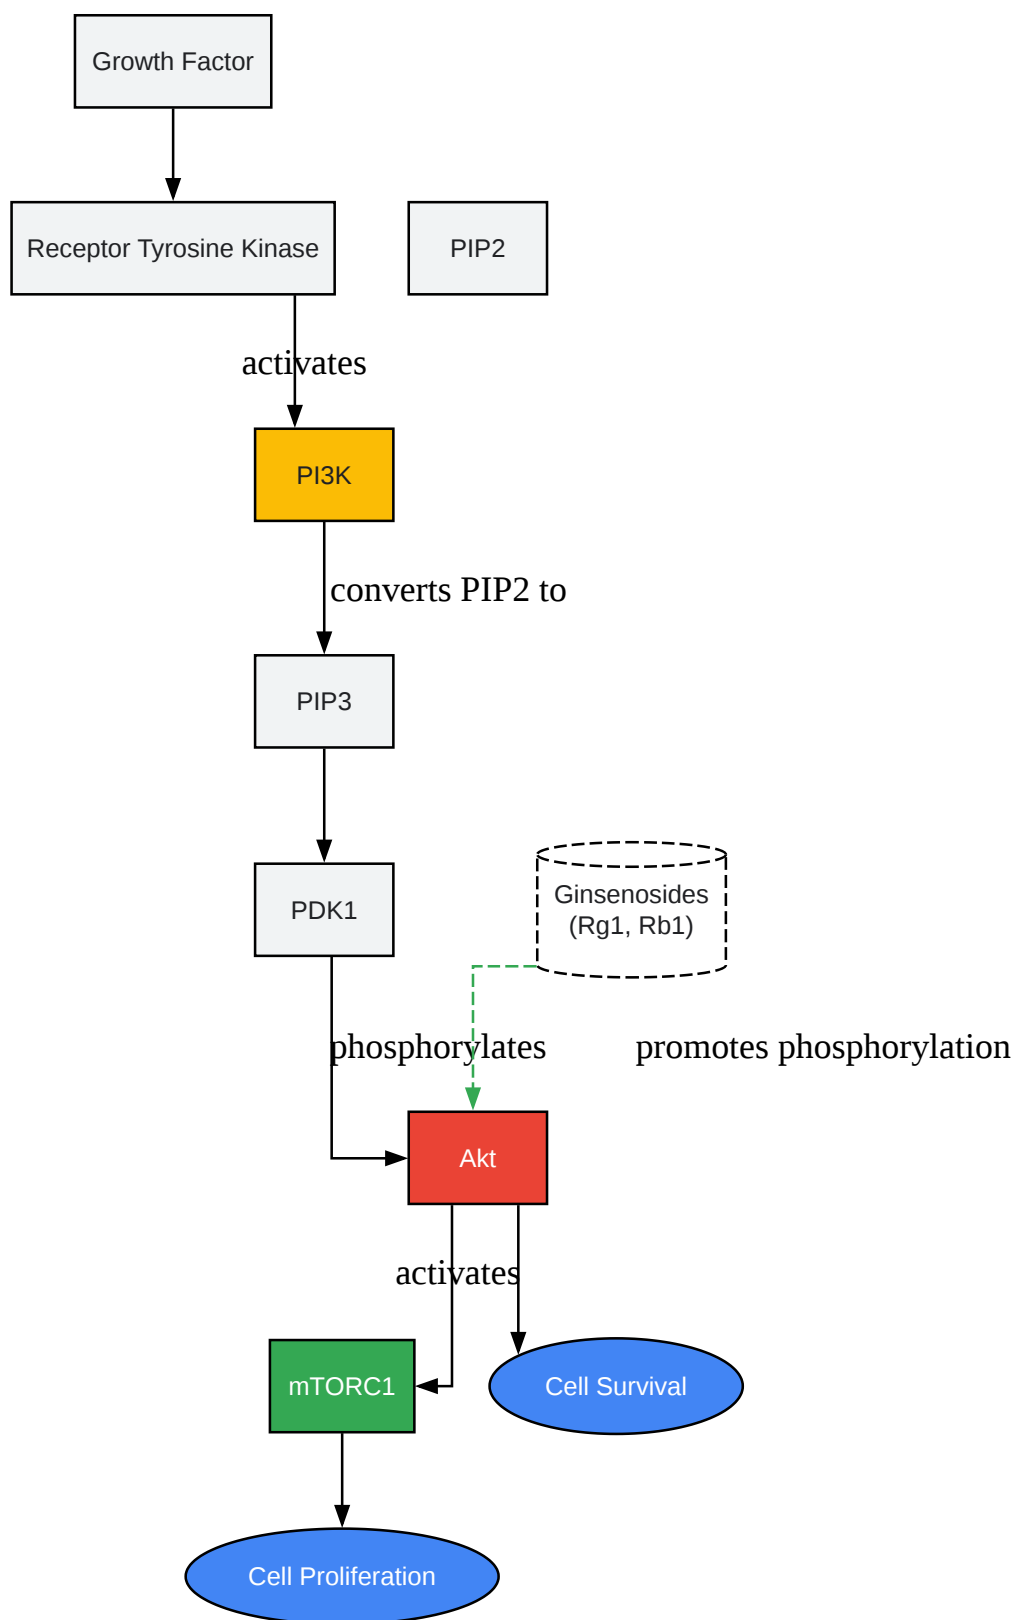 Growth Factor
Receptor Tyrosine Kinase
PIP2
activates
PI3K
converts PIP2 to
PIP3
PDK1
Ginsenosides
(Rg1, Rb1)
phosphorylates
promotes phosphorylation
Akt
activates
mTORC1
Cell Survival
Cell Proliferation